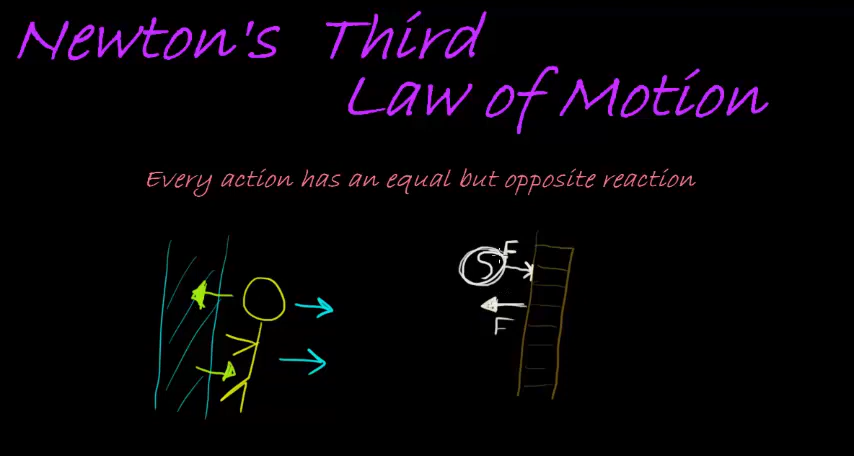 Newton's Third
Law of Motion
Every action has an equal but opposite reaction
S
F
F